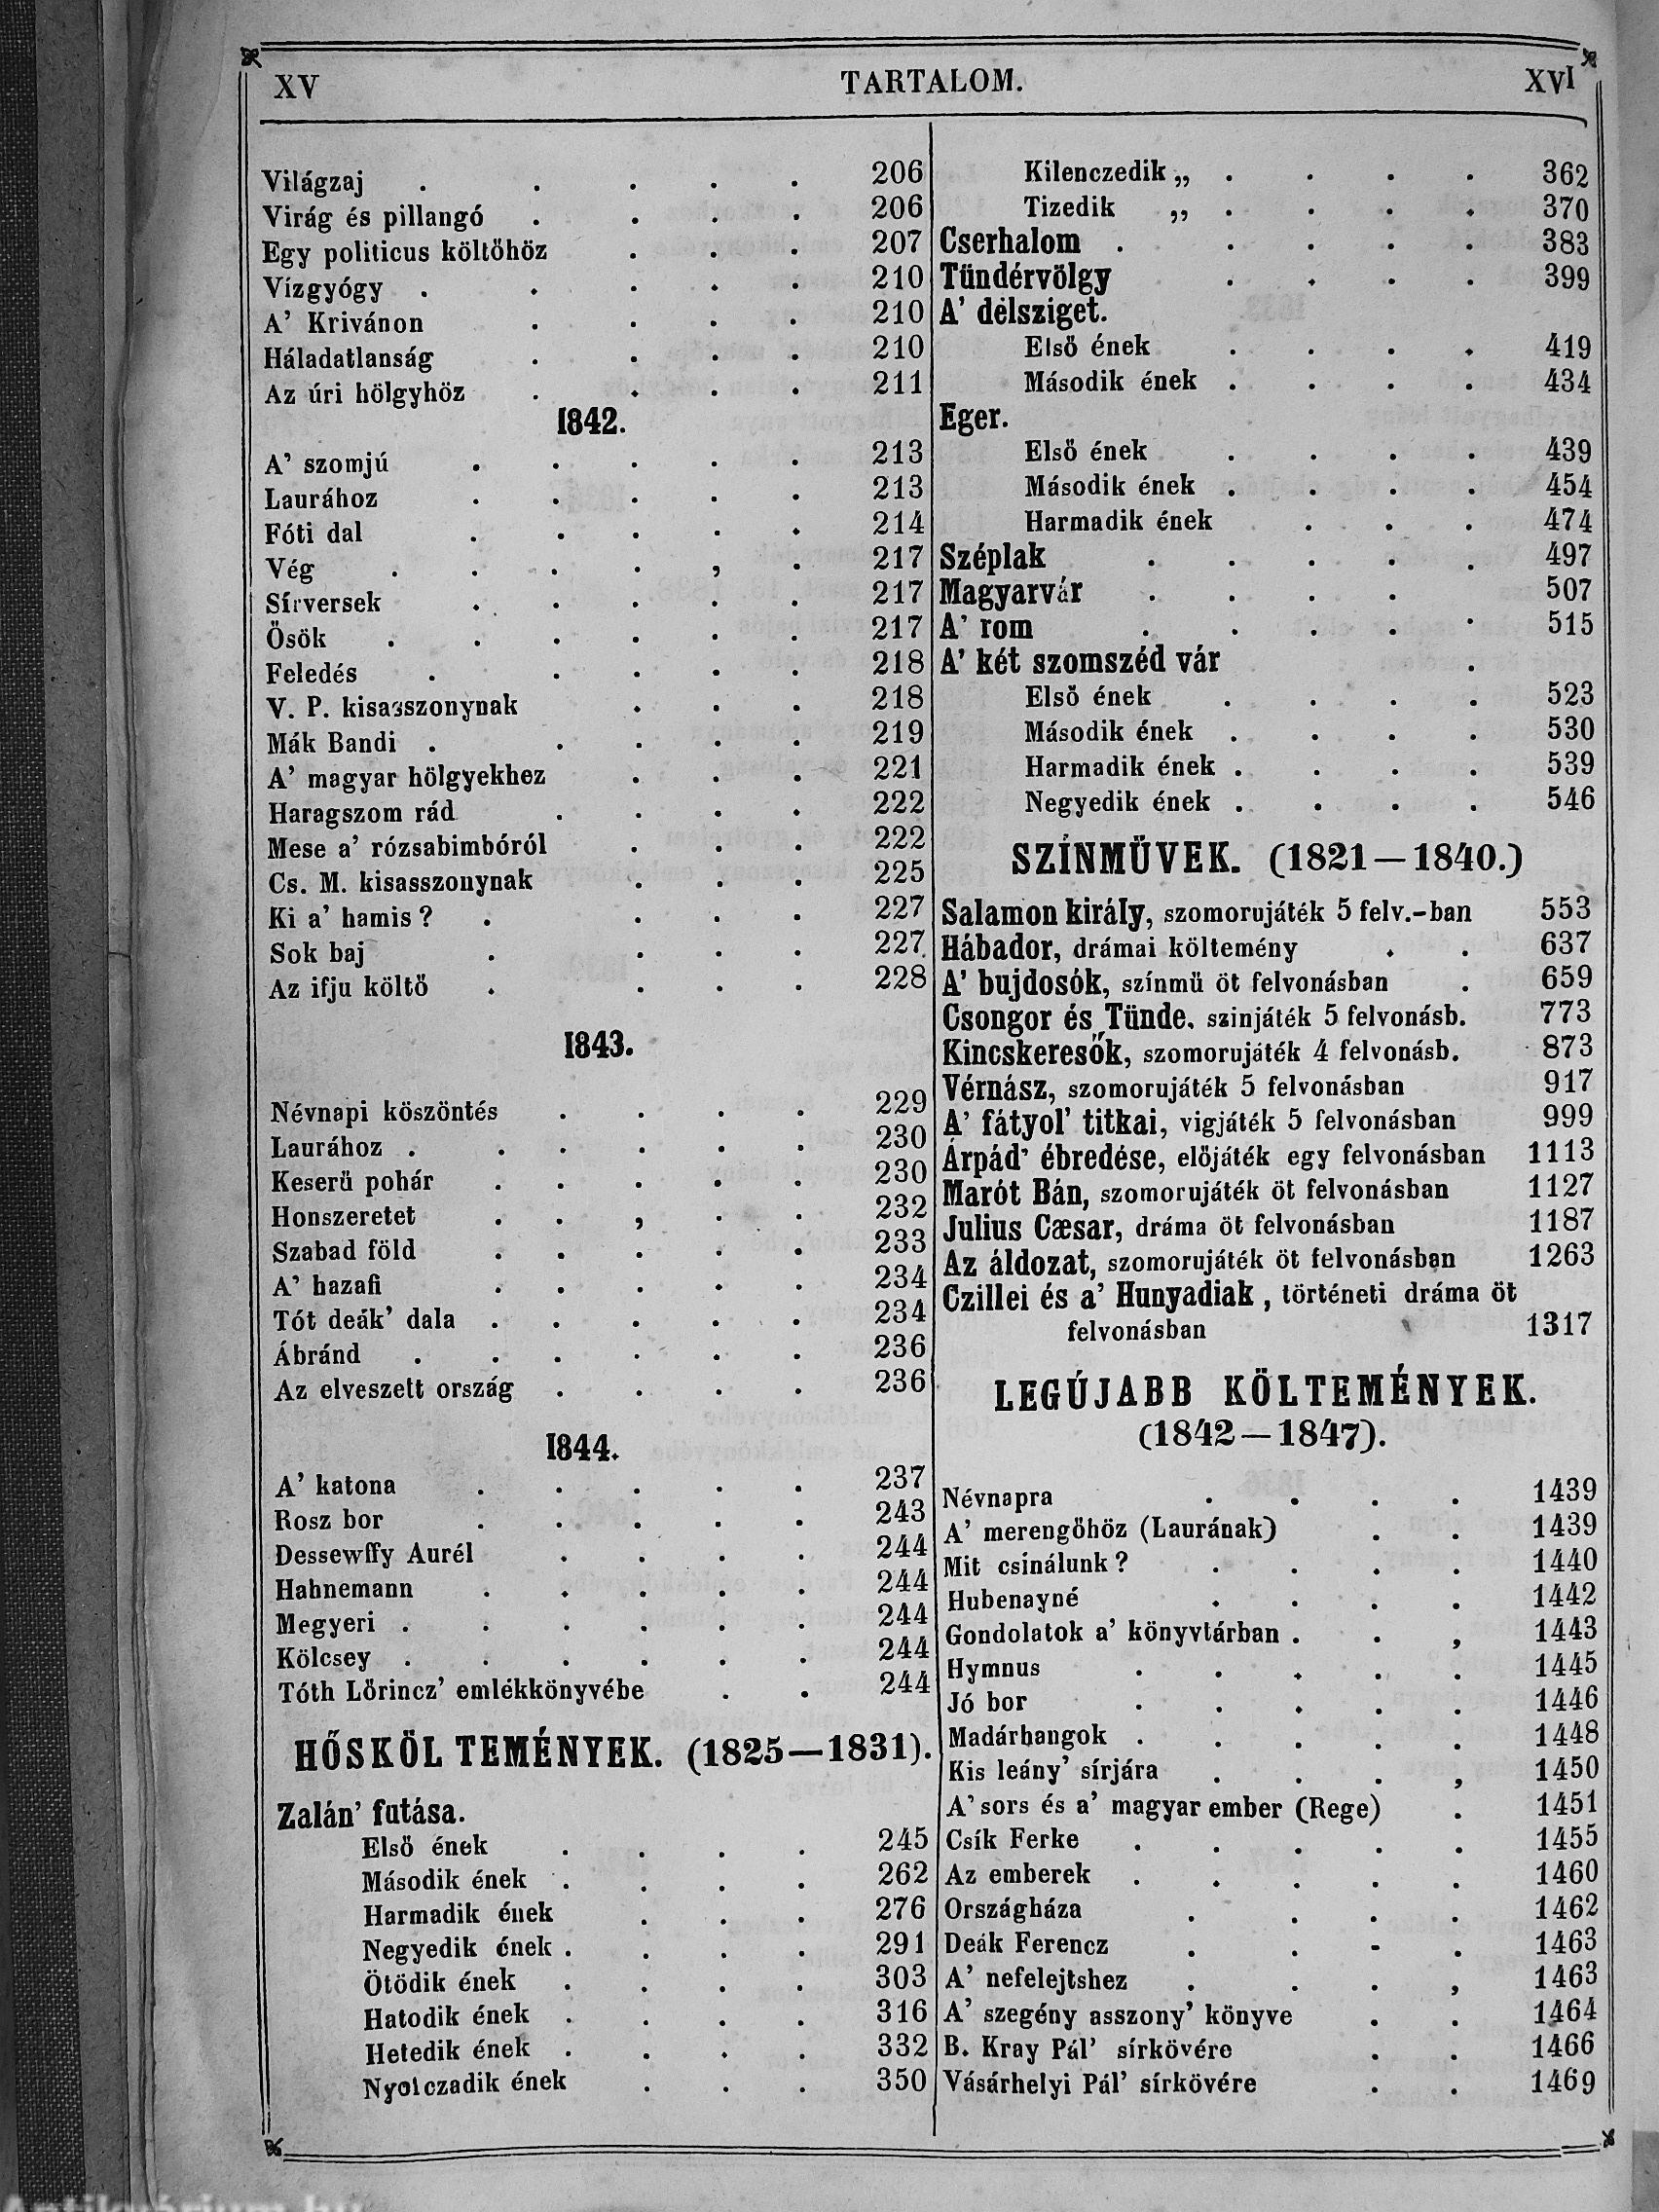 XV TARTALOM. XVI
Világzaj . . . . . 206
Virág és pillangó . . . . 206
Egy politicus költőhöz . . . 207
Vízgyógy . . . . . 210
A’ Krivánon . . . . 210
Háladatlanság . . . . 210
Az úri hölgyhöz . . . . 211
1842.
A’ szomjú . . . . . 213
Laurához . . . . . 213
Fóti dal . . . . . 214
Vég . . . . , . 217
Sírversek . . . . . 217
Ősök . . . . . . 217
Feledés . . . . . 218
V. P. kisasszonynak . . . 218
Mák Bandi . . . . . 219
A’ magyar hölgyekhez . . . 221
Haragszom rád . . . . 222
Mese a’ rózsabimbóról . . . 222
Cs. M. kisasszonynak . . . 225
Ki a’ hamis? . . . . 227
Sok baj . . . . 227
Az ifju költő . . . . 228
1843.
Névnapi köszöntés . . . . 229
Laurához . . . . . . 230
Keserű pohár . . . . . 230
Honszeretet . . , . . 232
Szabad föld . . . . . 233
A’ hazafi . . . . . 234
Tót deák’ dala . . . . . 234
Ábránd . . . . . . 236
Az elveszett ország . . . . 236
1844.
A’ katona . . . . . 237
Rosz bor . . . . . 243
Dessewffy Aurél . . . . 244
Hahnemann . . . . . 244
Megyeri . . . . . . 244
Kölcsey . . . . . . 244
Tóth Lőrincz’ emlékkönyvébe . . 244
HŐSKÖLTEMÉNYEK. (1825—1831).
Zalán’ futása.
Első ének . . . . 245
Második ének . . . . 262
Harmadik ének . . . 276
Negyedik ének . . . . 291
Ötödik ének . . . . 303
Hatodik ének . . . . 316
Hetedik ének . . . . 332
Nyolczadik ének . . . 350
Kilenczedik „ . . . . 362
Tizedik „ . . . . 370
Cserhalom . . . . . 383
Tündérvölgy . . . . 399
A’ délsziget.
Első ének . . . . 419
Második ének . . . . 434
Eger.
Első ének . . . . 439
Második ének . . . . 454
Harmadik ének . . . 474
Széplak . . . . . 497
Magyarvár . . . . 507
A’ rom . . . . . 515
A’ két szomszéd vár .
Első ének . . . . 523
Második ének . . . . 530
Harmadik ének . . . . 539
Negyedik ének . . . . 546
SZÍNMŰVEK. (1821—1840.)
Salamon király, szomorujáték 5 felv.-ban 553
Hábador, drámai költemény . . 637
A’ bujdosók, színmű öt felvonásban . 659
Csongor és Tünde. szinjáték 5 felvonásb. 773
Kincskeresők, szomorujáték 4 felvonásb. 873
Vérnász, szomorujáték 5 felvonásban 917
A’ fátyol’ titkai, vigjáték 5 felvonásban 999
Árpád’ ébredése, előjáték egy felvonásban 1113
Marót Bán, szomorujáték öt felvonásban 1127
Julius Cæsar, dráma öt felvonásban 1187
Az áldozat, szomorujáték öt felvonásban 1263
Czillei és a’ Hunyadiak, történeti dráma öt
felvonásban 1317
LEGÚJABB KÖLTEMÉNYEK.
(1842—1847).
Névnapra . . . . 1439
A’ merengőhöz (Laurának) . . 1439
Mit csinálunk? . . . . 1440
Hubenayné . . . . 1442
Gondolatok a’ könyvtárban . . , 1443
Hymnus . . . . . 1445
Jó bor . . . . . 1446
Madárhangok . . . . . 1448
Kis leány’ sírjára . . . , 1450
A’ sors és a’ magyar ember (Rege) . 1451
Csík Ferke . . . . . 1455
Az emberek . . . . . 1460
Országháza . . . . 1462
Deák Ferencz . . - . 1463
A’ nefelejtshez . . . , 1463
A’ szegény asszony’ könyve . . 1464
B. Kray Pál’ sírkövére . . 1466
Vásárhelyi Pál’ sírkövére . . 1469